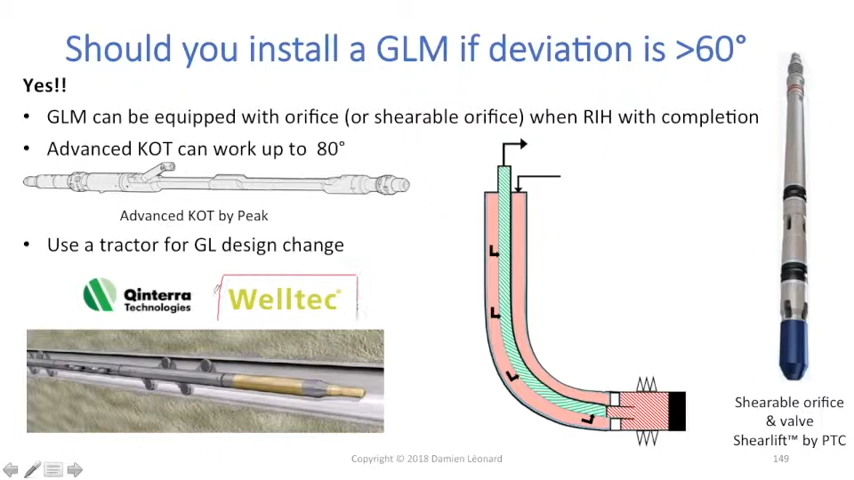 Should you install a GLM if deviation is >60°
Yes!!
• GLM can be equipped with orifice (or shearable orifice) when RIH with completion
• Advanced KOT can work up to 80°
Advanced KOT by Peak
• Use a tractor for GL design change
Qinterra
Technologies
Welltec®
Shearable orifice
& valve
Shearlift™ by PTC
Copyright © 2018 Damien Léonard
149